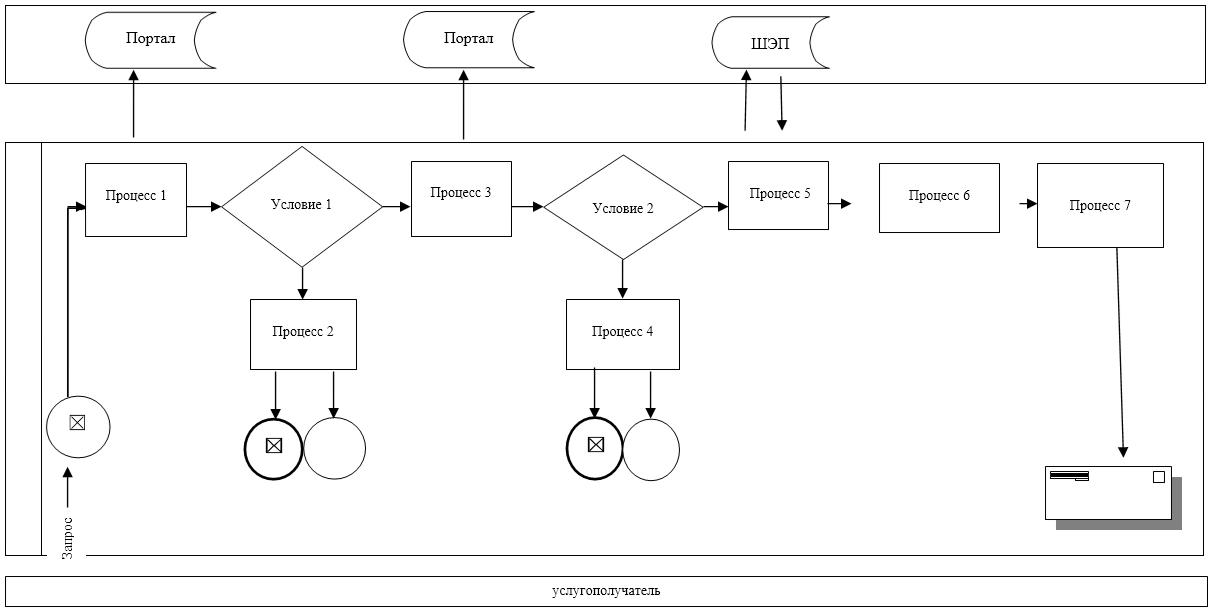 Портал
Портал
ШЭП
Процесс 1
Условие 1
Процесс 3
Условие 2
Процесс 5
Процесс 6
Процесс 7
Процесс 2
Процесс 4
Запрос
услугополучатель